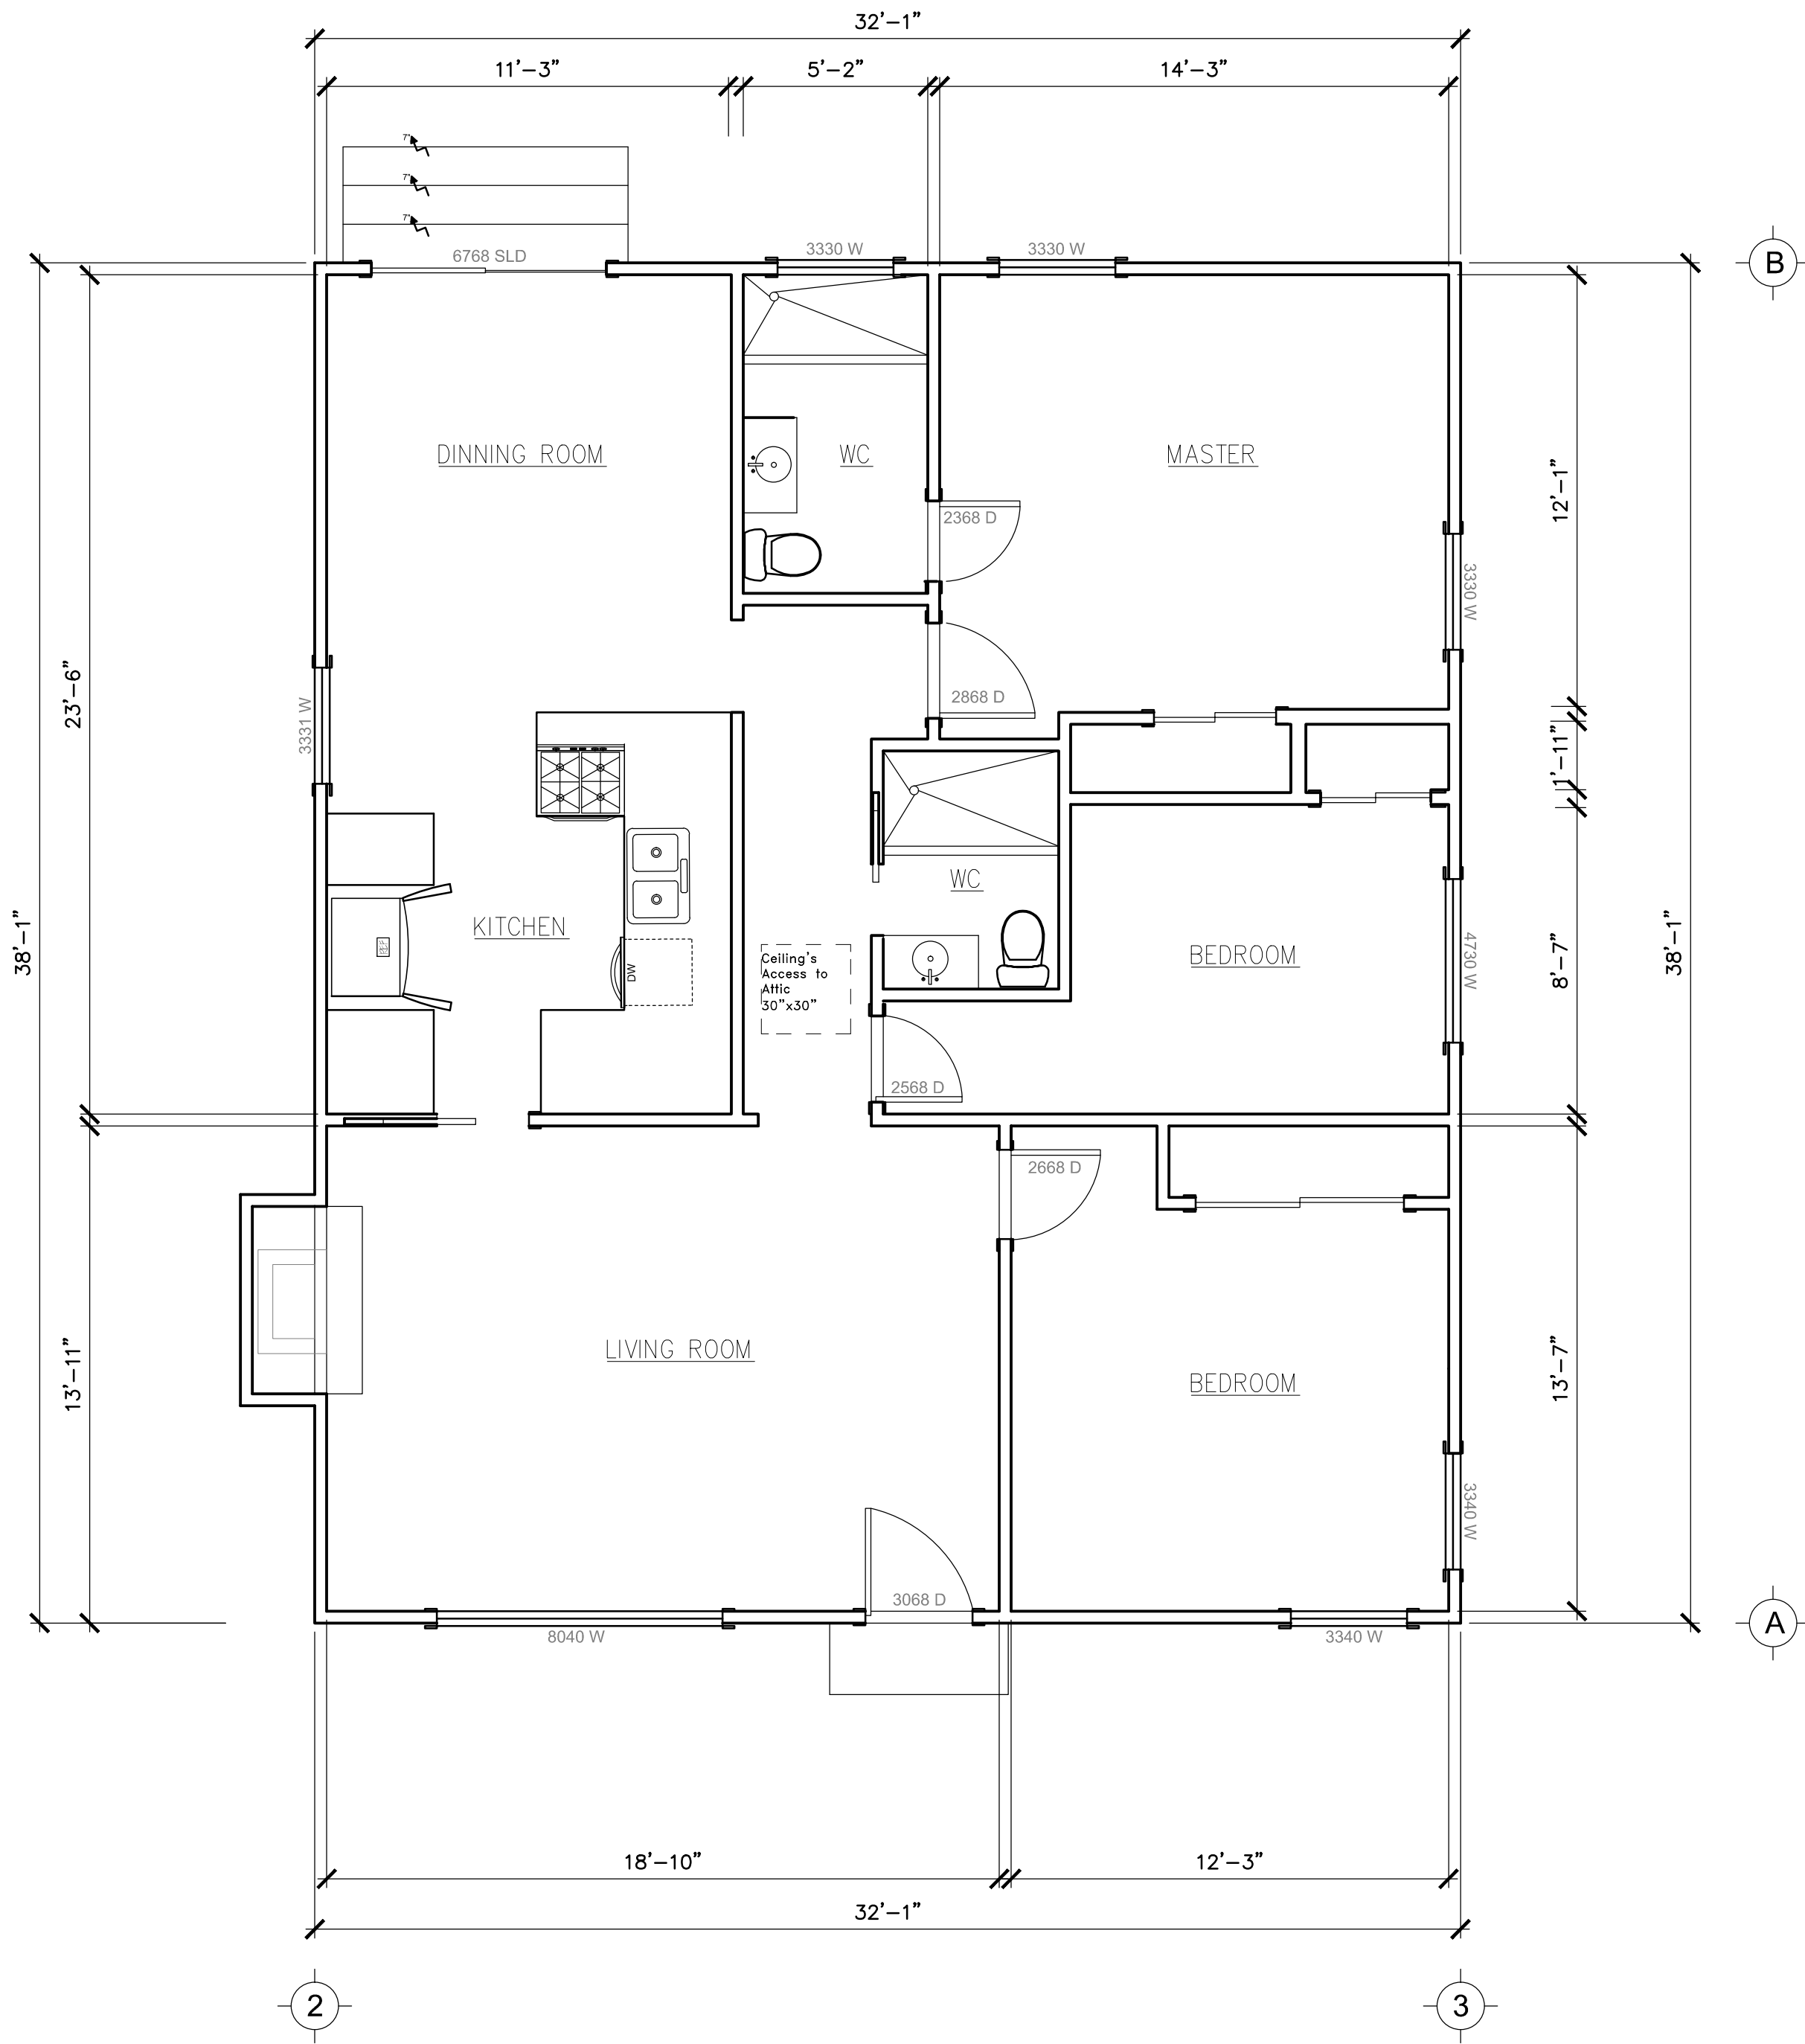 32'-1"
11'-3"
5'-2"
14'-3"
7"
7"
7"
6768 SLD
3330 W
3330 W
B
DINNING ROOM
WC
MASTER
12'-1"
2368 D
3330 W
23'-6"
3331 W
2868 D
1'-11"
WC
KITCHEN
38'-1"
BEDROOM
4730 W
8'-7"
38'-1"
DW
Ceiling's
Access to
Attic
30"x30"
2568 D
2668 D
LIVING ROOM
13'-11"
BEDROOM
13'-7"
3340 W
3068 D
8040 W
3340 W
A
18'-10"
12'-3"
32'-1"
2
3